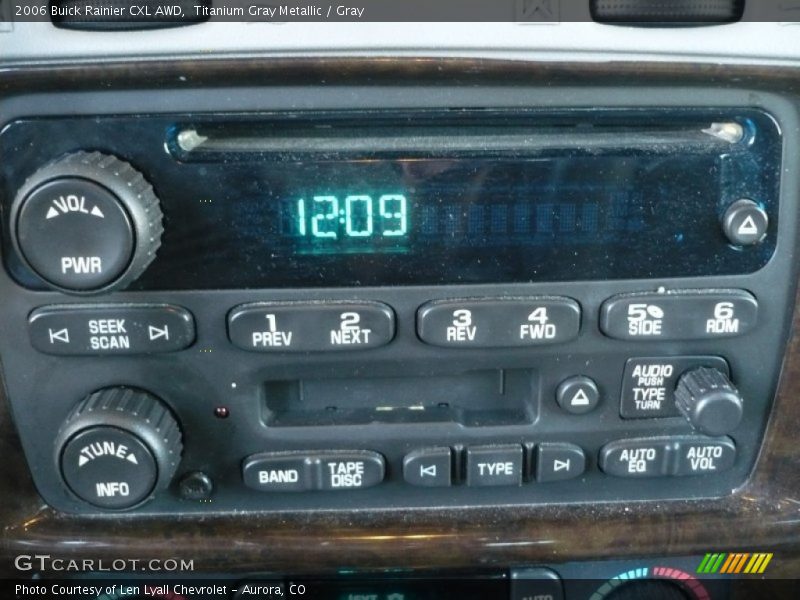 2006 Buick Rainier CXL AWD, Titanium Gray Metallic / Gray
VOL
PWR
12:09
SEEK
SCAN
1
PREV
2
NEXT
3
REV
4
FWD
5
SIDE
6
RDM
AUDIO
PUSH
TYPE
TURN
TUNE
INFO
BAND
TAPE
DISC
TYPE
AUTO
EQ
AUTO
VOL
GTCARLOT.COM
Photo Courtesy of Len Lyall Chevrolet - Aurora, CO